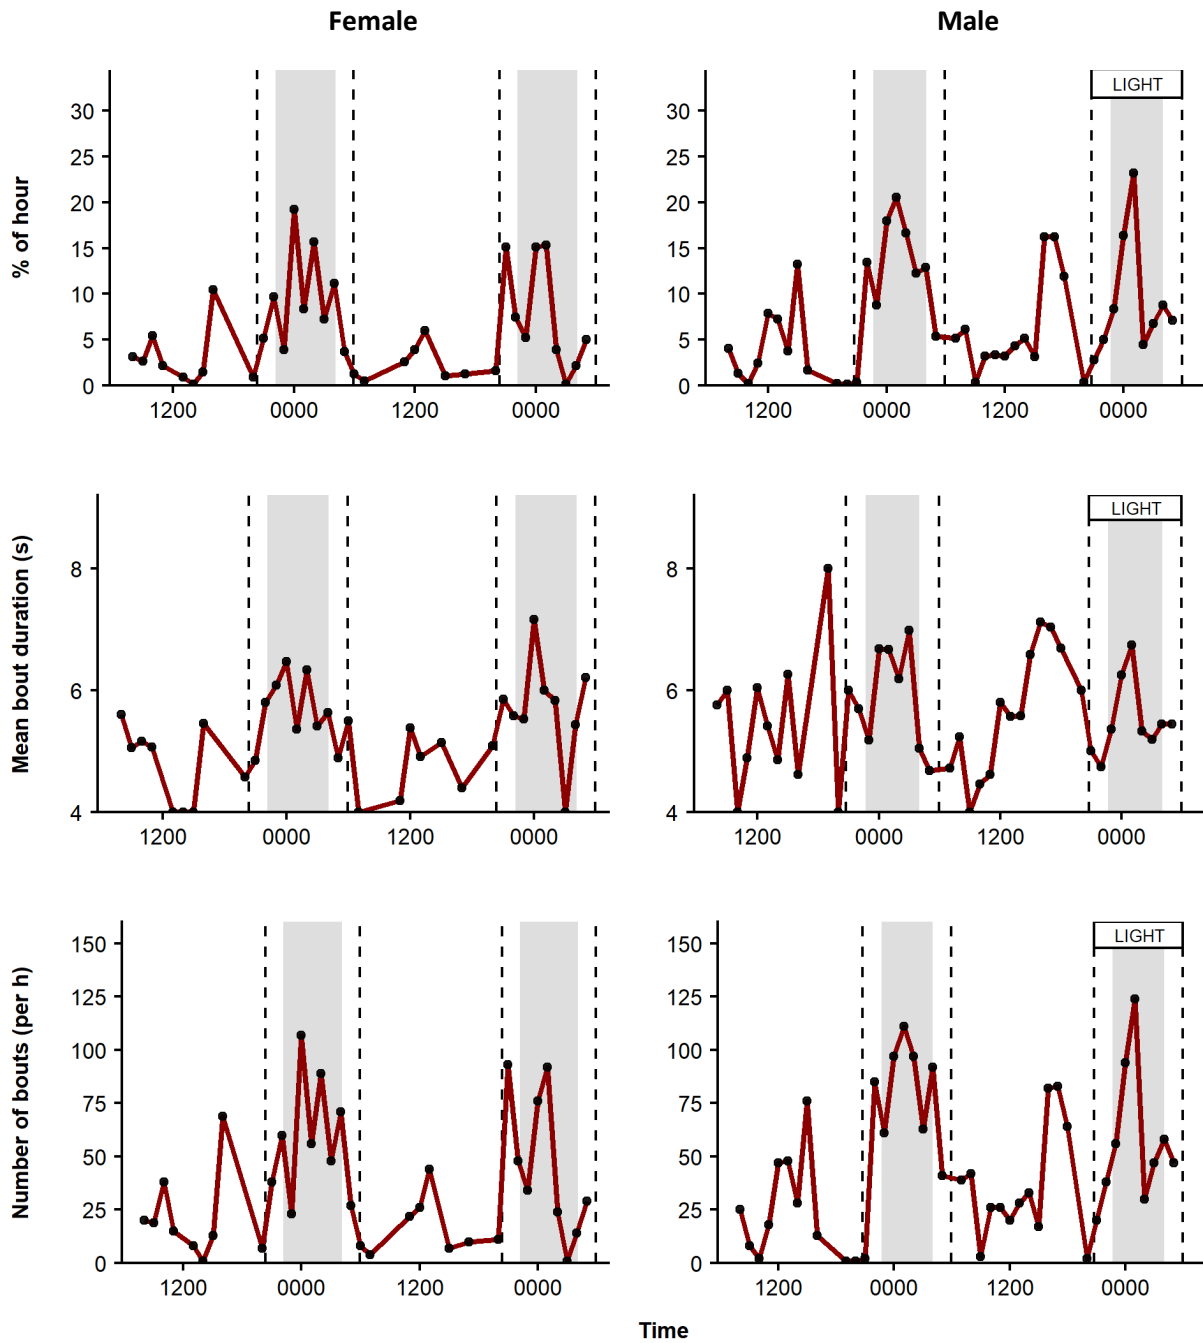 Female Male
% of hour
30
25
20
15
10
5
0
1200 0000 1200 0000
LIGHT
30
25
20
15
10
5
0
1200 0000 1200 0000
Mean bout duration (s)
8
6
4
1200 0000 1200 0000
LIGHT
8
6
4
1200 0000 1200 0000
Number of bouts (per h)
150
125
100
75
50
25
0
1200 0000 1200 0000
LIGHT
150
125
100
75
50
25
0
1200 0000 1200 0000
Time